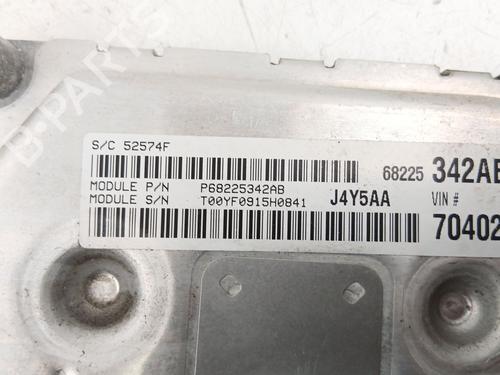 B-PARTS
S/C 52574F
68225 342AB
MODULE P/N P68225342AB
MODULE S/N T00YF0915H0841 J4Y5AA VIN #
70402